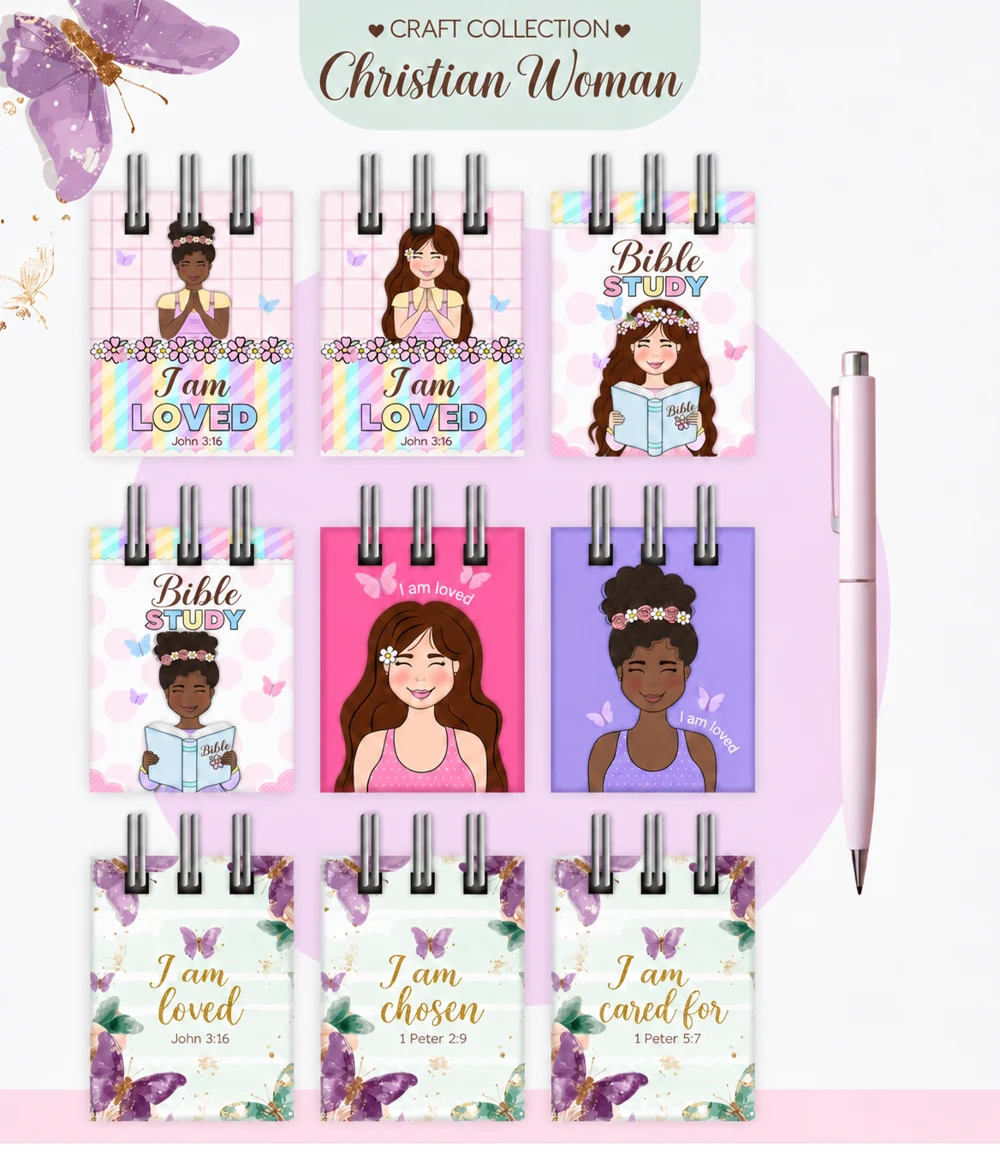 CRAFT COLLECTION
Christian Woman
I am
LOVED
John 3:16
I am
LOVED
John 3:16
Bible
STUDY
Bible
Bible
STUDY
Bible
I am loved
I am loved
I am
loved
John 3:16
I am
chosen
1 Peter 2:9
I am
cared for
1 Peter 5:7